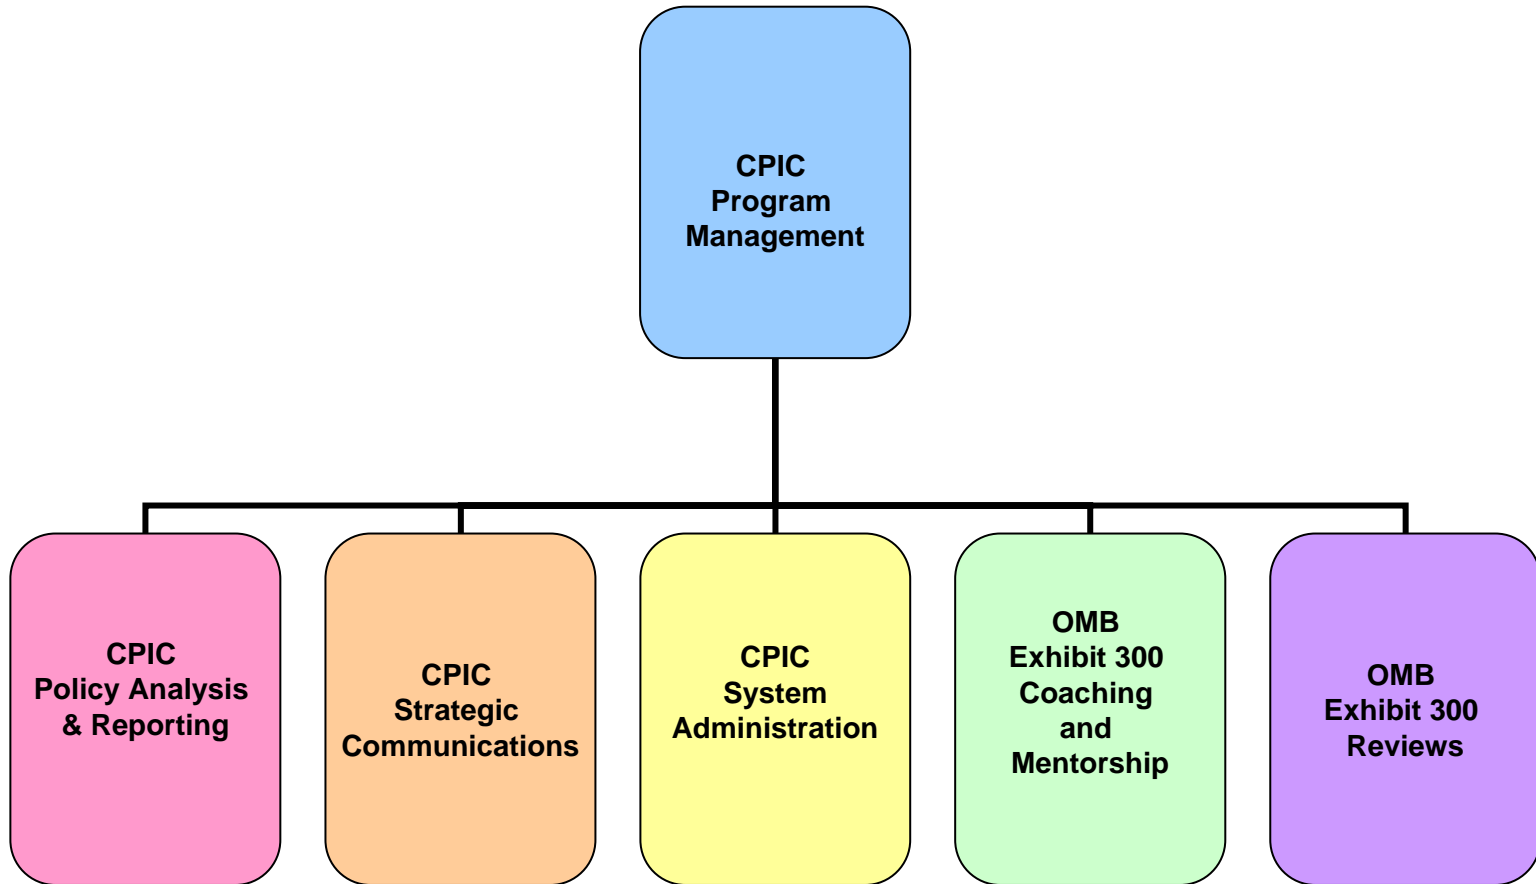 CPIC
Program
Management
CPIC
Policy Analysis
& Reporting
CPIC
Strategic
Communications
CPIC
System
Administration
OMB
Exhibit 300
Coaching
and
Mentorship
OMB
Exhibit 300
Reviews